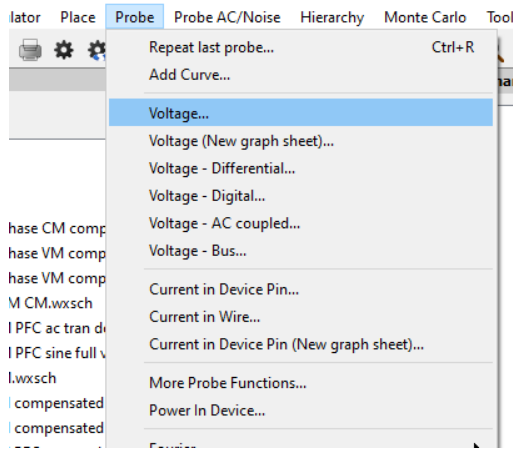 lator Place Probe Probe AC/Noise Hierarchy Monte Carlo Tool
Repeat last probe... Ctrl+R
Add Curve...
Voltage...
Voltage (New graph sheet)...
Voltage - Differential...
Voltage - Digital...
Voltage - AC coupled...
hase CM comp
Voltage - Bus...
hase VM comp
hase VM comp
Current in Device Pin...
M CM.wxsch
Current in Wire...
l PFC ac tran de
Current in Device Pin (New graph sheet)...
l PFC sine full v
l.wxsch
More Probe Functions...
compensated
Power In Device...
compensated